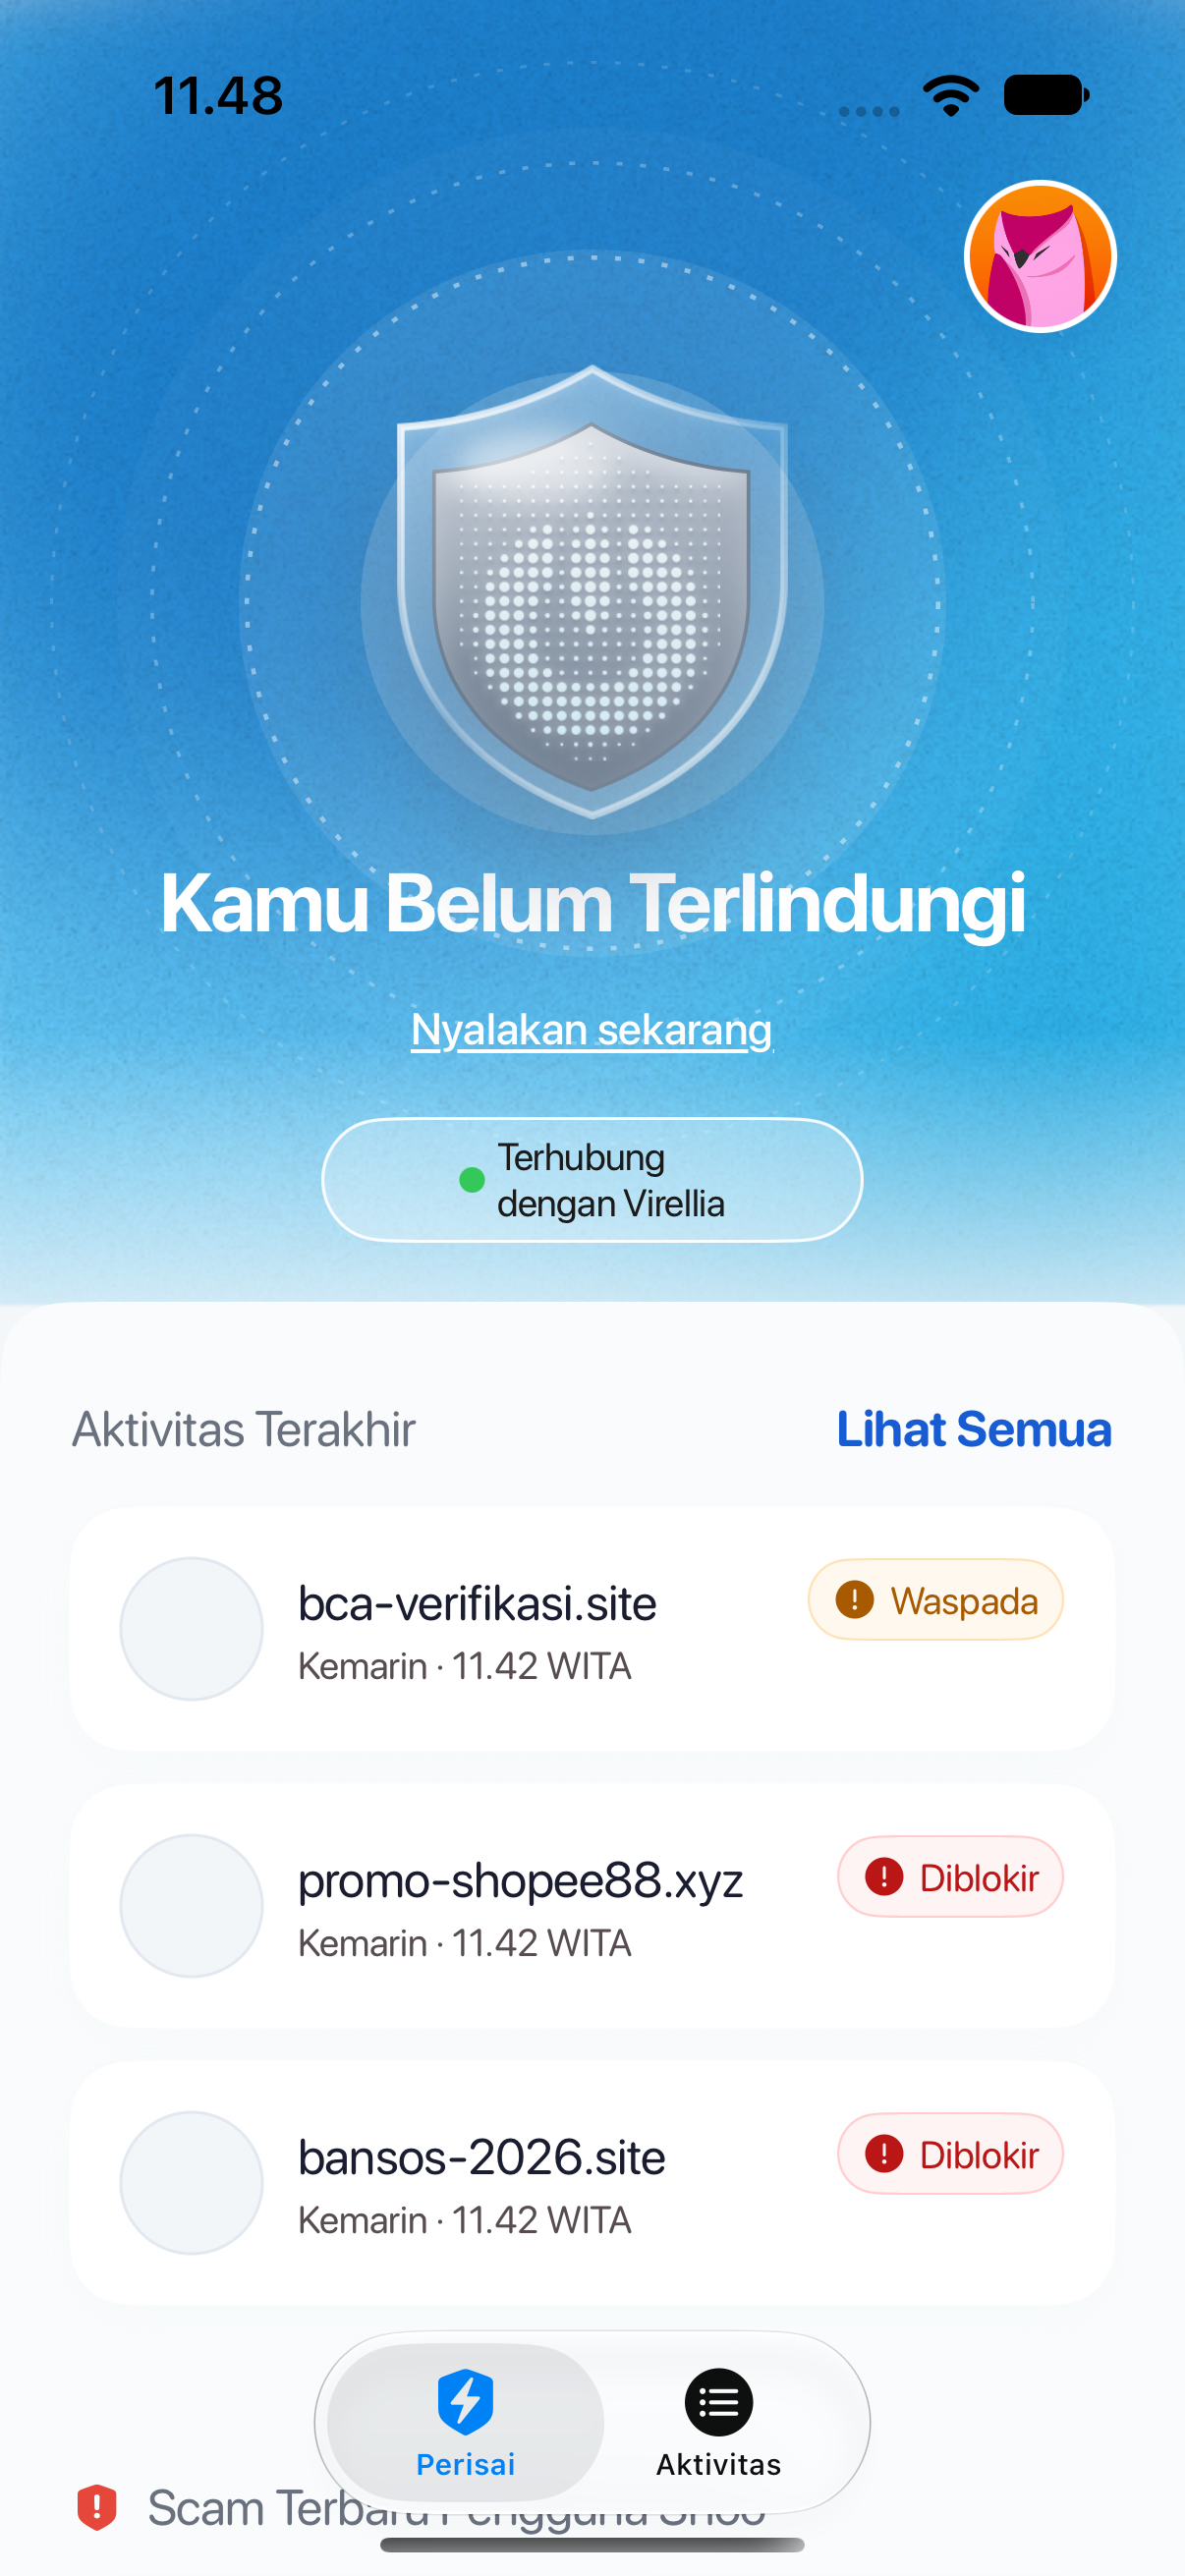 11.48
Kamu Belum Terlindungi
Nyalakan sekarang
Terhubung
dengan Virellia
Aktivitas Terakhir
Lihat Semua
bca-verifikasi.site
Waspada
Kemarin · 11.42 WITA
promo-shopee88.xyz
Diblokir
Kemarin · 11.42 WITA
bansos-2026.site
Diblokir
Kemarin · 11.42 WITA
Perisai
Aktivitas
Scam Terbaru Pengguna